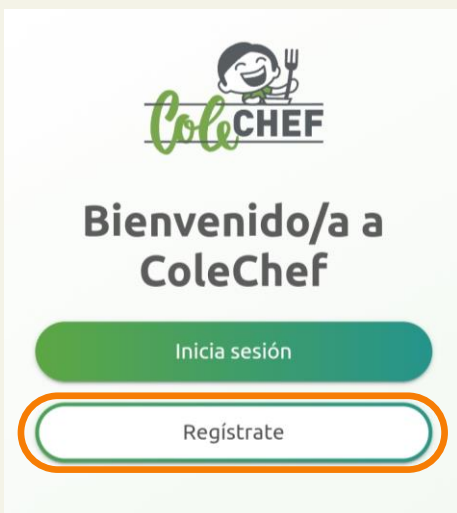 ColeCHEF
Bienvenido/a a
ColeChef
Inicia sesión
Regístrate